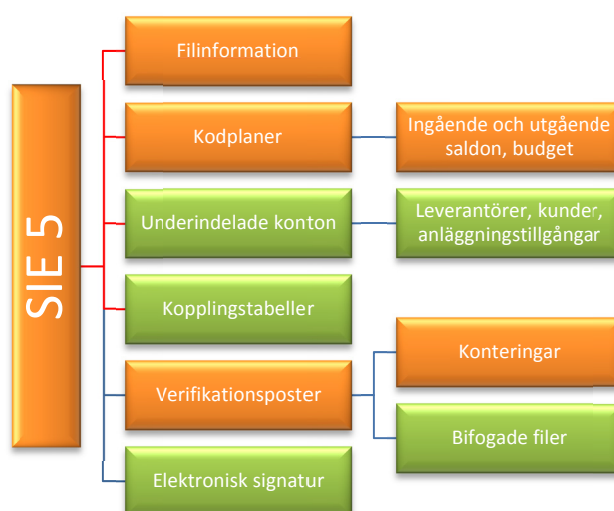 SIE 5
Filinformation
Kodplaner
Ingående och utgående
saldon, budget
Underindelade konton
Leverantörer, kunder,
anläggningstillgångar
Kopplingstabeller
Verifikationsposter
Konteringar
Bifogade filer
Elektronisk signatur